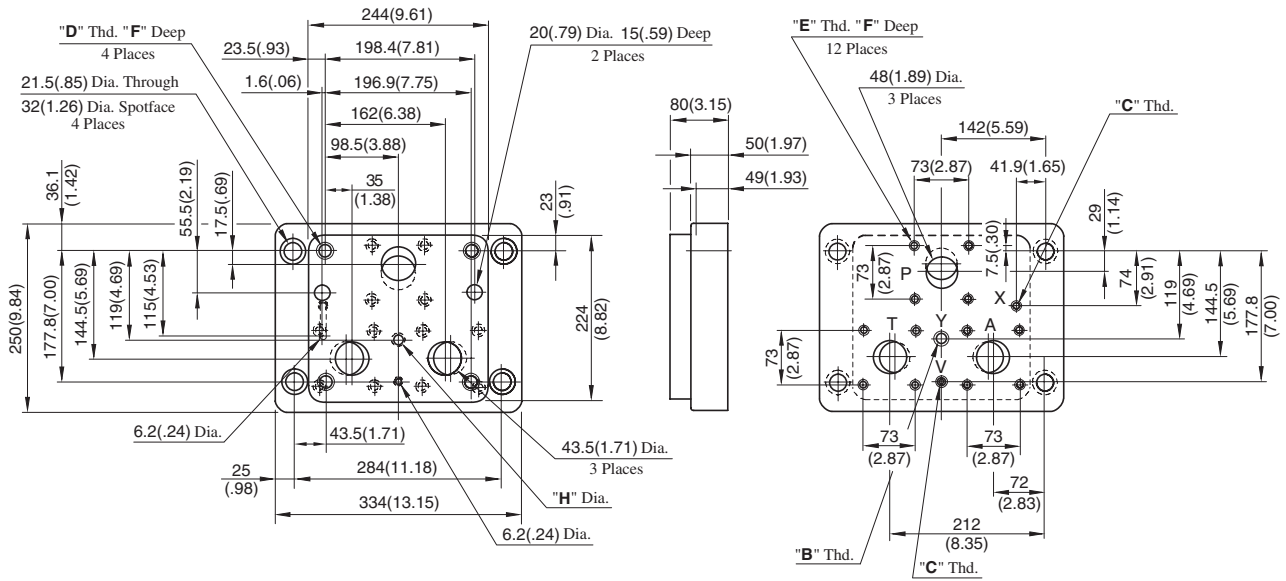 244(9.61)
"D" Thd. "F" Deep
4 Places
23.5(.93)
198.4(7.81)
20(.79) Dia. 15(.59) Deep
2 Places
21.5(.85) Dia. Through
32(1.26) Dia. Spotface
4 Places
1.6(.06)
196.9(7.75)
162(6.38)
98.5(3.88)
35
(1.38)
36.1
(1.42)
55.5(2.19)
17.5(.69)
23
(.91)
250(9.84)
177.8(7.00)
144.5(5.69)
119(4.69)
115(4.53)
224
(8.82)
6.2(.24) Dia.
43.5(1.71)
43.5(1.71) Dia.
3 Places
25
(.98)
284(11.18)
"H" Dia.
334(13.15)
6.2(.24) Dia.
80(3.15)
50(1.97)
49(1.93)
"E" Thd. "F" Deep
12 Places
48(1.89) Dia.
3 Places
"C" Thd.
142(5.59)
73(2.87)
41.9(1.65)
29
(1.14)
7.5(.30)
73
(2.87)
P
X
T
Y
A
V
74
(2.91)
119
(4.69)
144.5
(5.69)
177.8
(7.00)
73
(2.87)
73
(2.87)
73
(2.87)
72
(2.83)
212
(8.35)
"B" Thd.
"C" Thd.